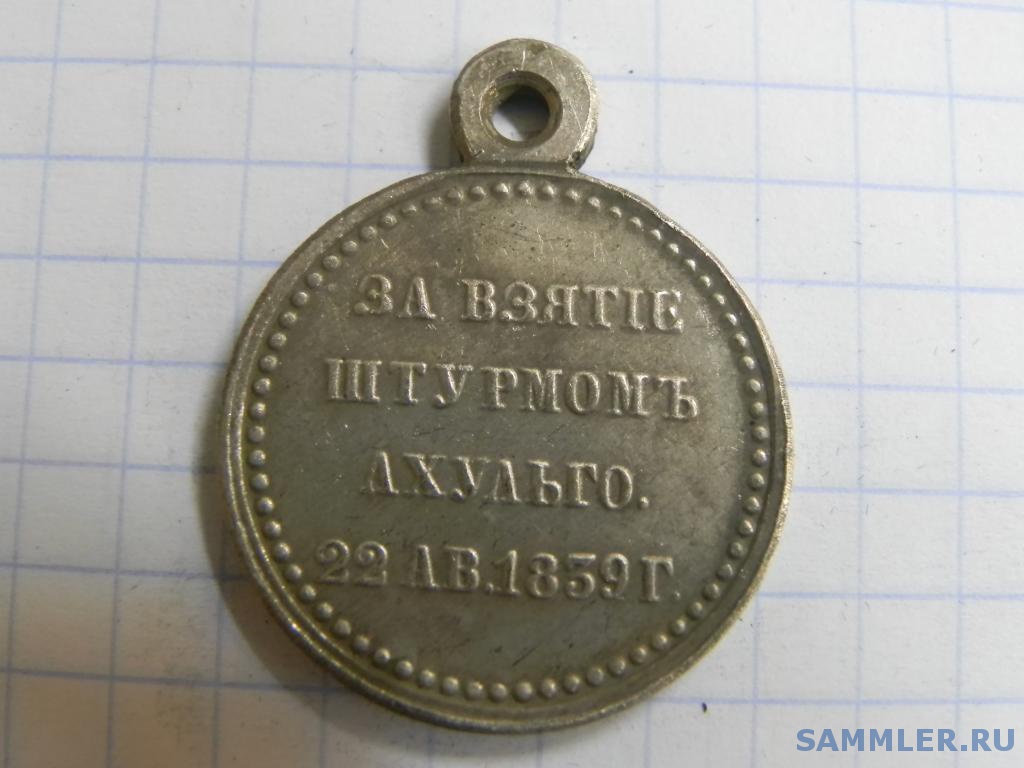 ЗА ВЗЯТІЕ
ШТУРМОМЪ
АХУЛЬГО.
22 АВ. 1839 Г.
SAMMLER.RU